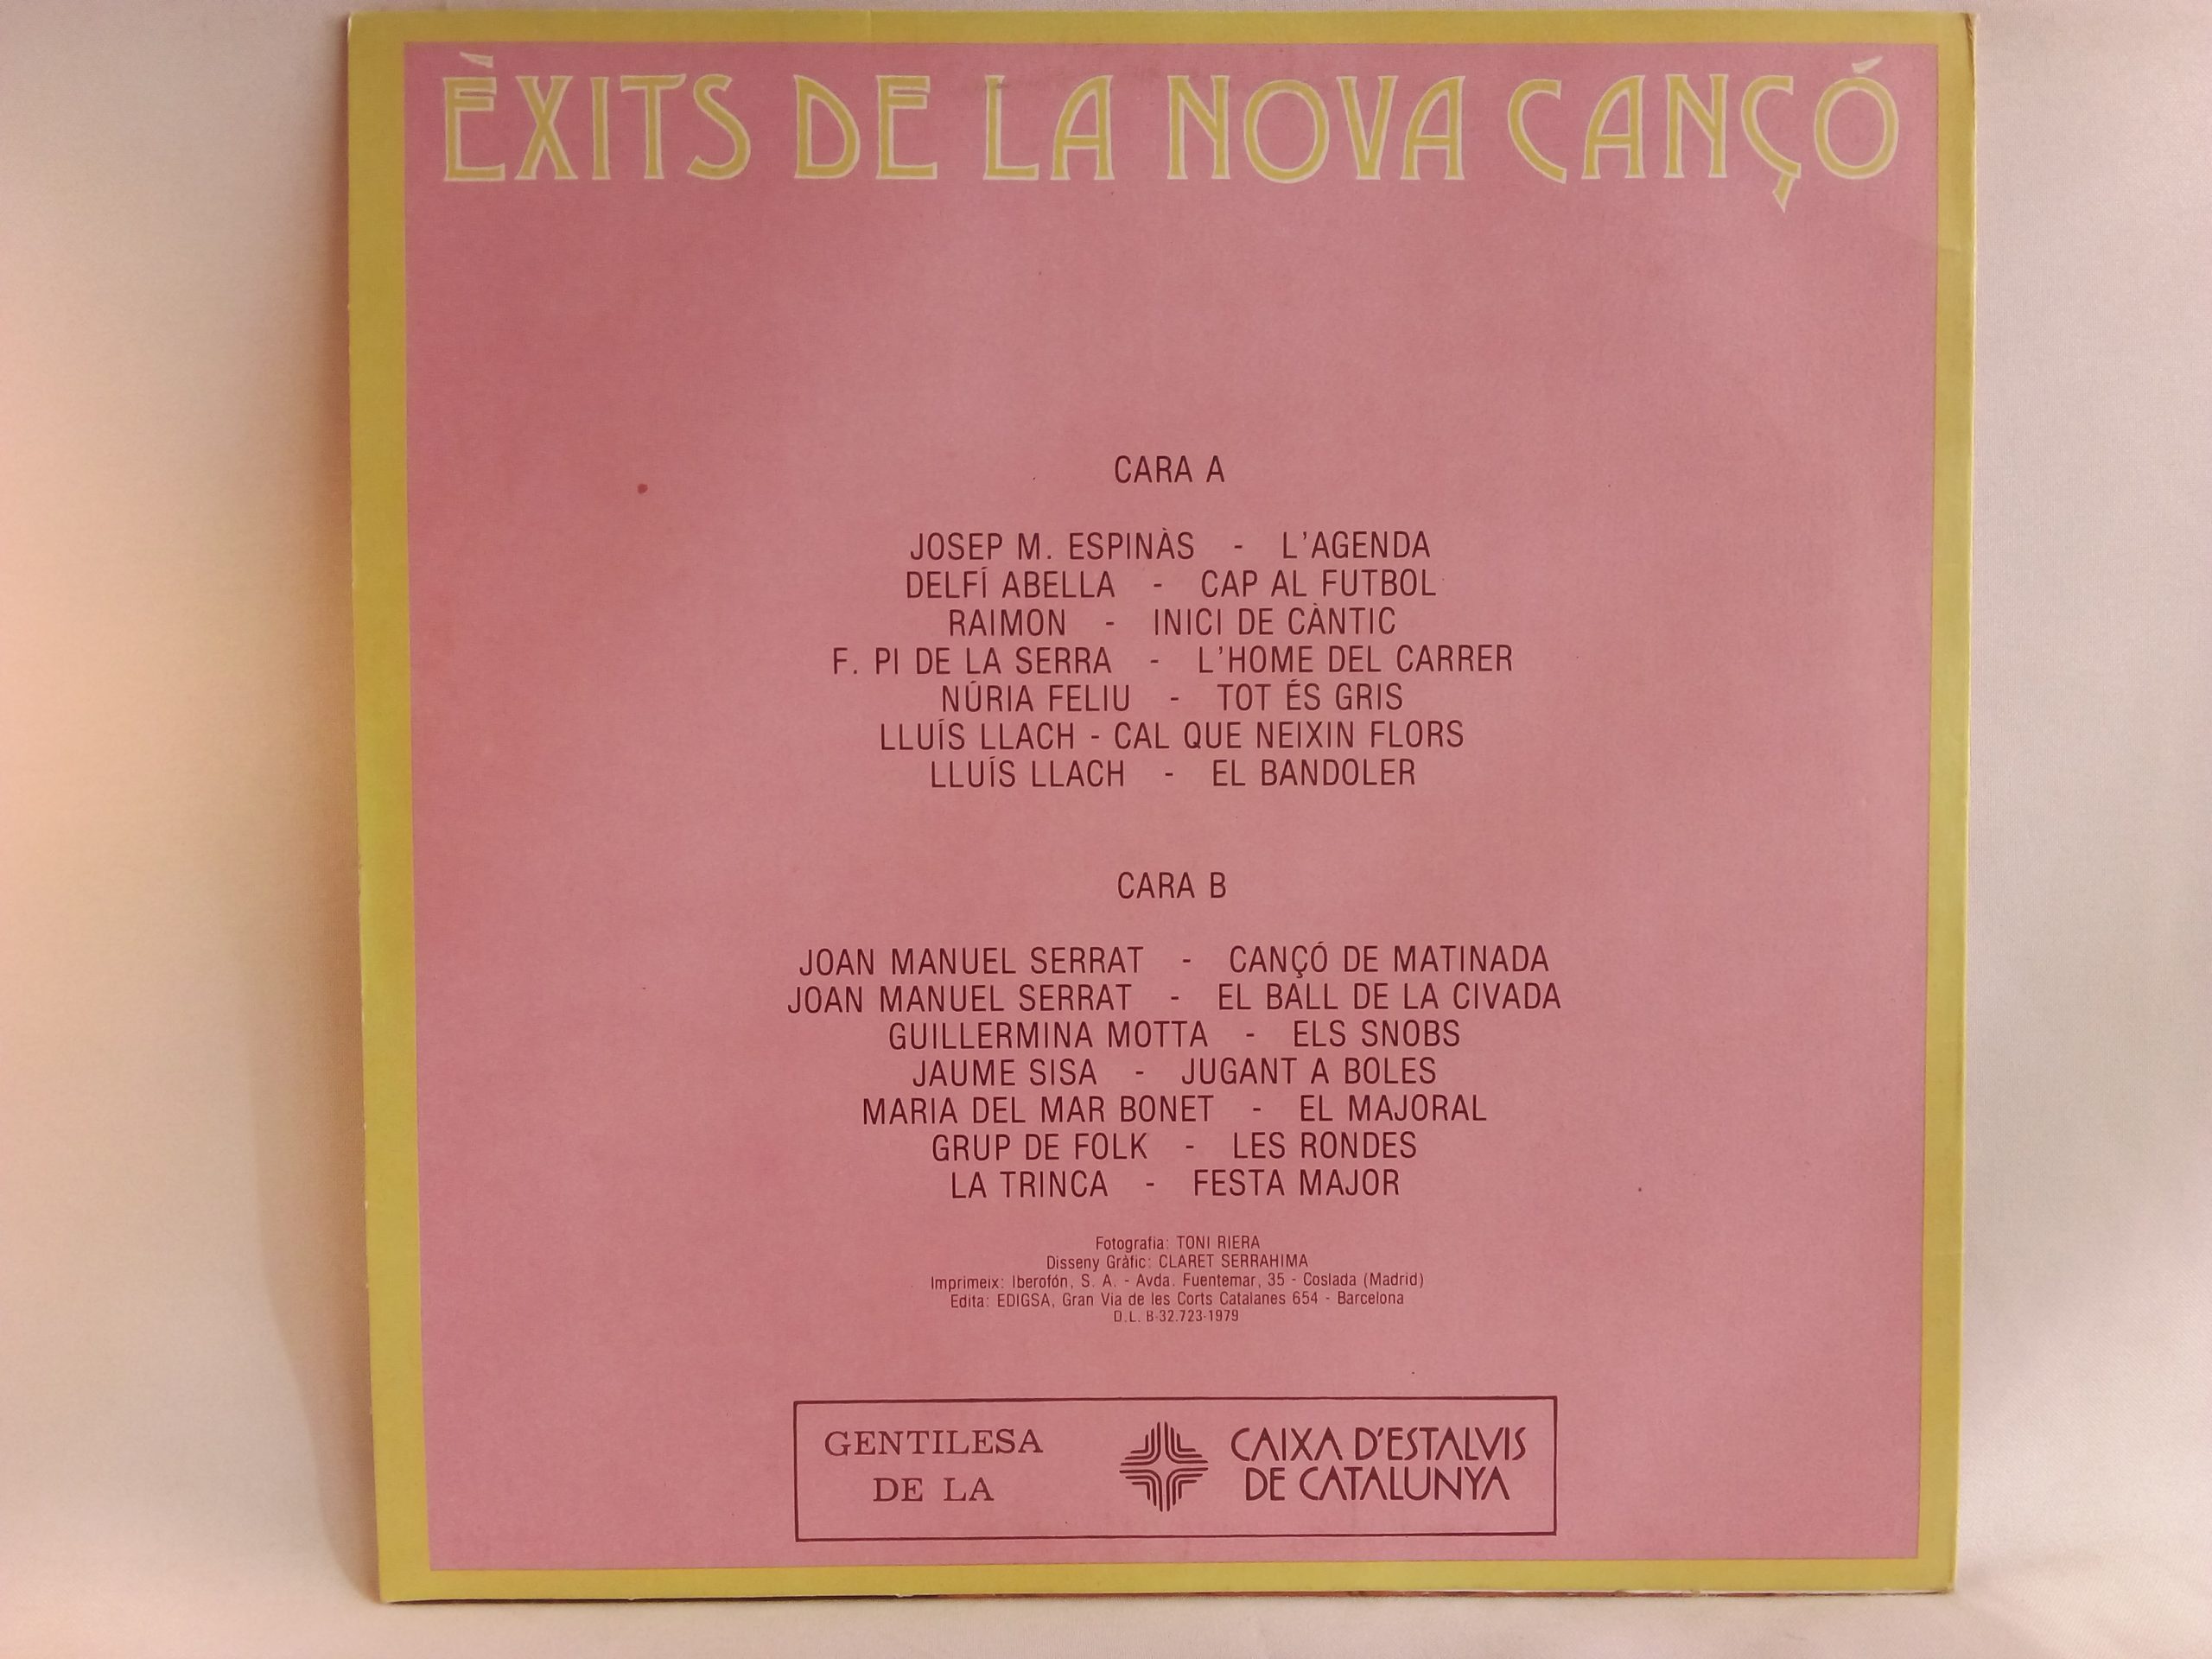 ÈXITS DE LA NOVA CANÇÓ
CARA A
JOSEP M. ESPINÀS - L'AGENDA
DELFÍ ABELLA - CAP AL FUTBOL
RAIMON - INICI DE CÀNTIC
F. PI DE LA SERRA - L'HOME DEL CARRER
NÚRIA FELIU - TOT ÉS GRIS
LLUÍS LLACH - CAL QUE NEIXIN FLORS
LLUÍS LLACH - EL BANDOLER
CARA B
JOAN MANUEL SERRAT - CANÇÓ DE MATINADA
JOAN MANUEL SERRAT - EL BALL DE LA CIVADA
GUILLERMINA MOTTA - ELS SNOBS
JAUME SISA - JUGANT A BOLES
MARIA DEL MAR BONET - EL MAJORAL
GRUP DE FOLK - LES RONDES
LA TRINCA - FESTA MAJOR
Fotografia: TONI RIERA
Disseny Gràfic: CLARET SERRAHIMA
Imprimeix: Iberofón, S. A. - Avda. Fuentemar, 35 - Coslada (Madrid)
Edita: EDIGSA, Gran Via de les Corts Catalanes 654 - Barcelona
D.L. B-32.723-1979
GENTILESA
DE LA
CAIXA D'ESTALVIS
DE CATALUNYA